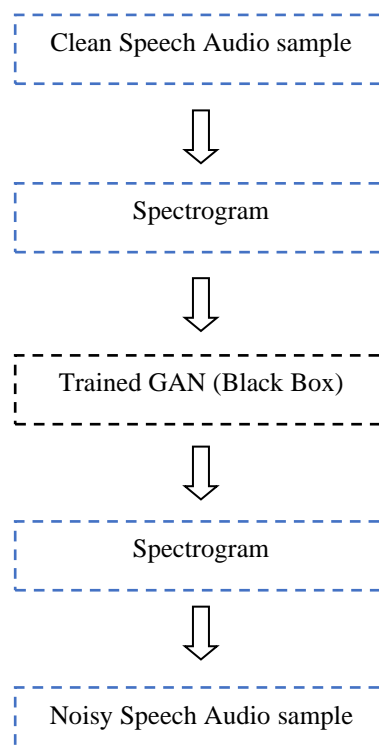 Clean Speech Audio sample
Spectrogram
Trained GAN (Black Box)
Spectrogram
Noisy Speech Audio sample